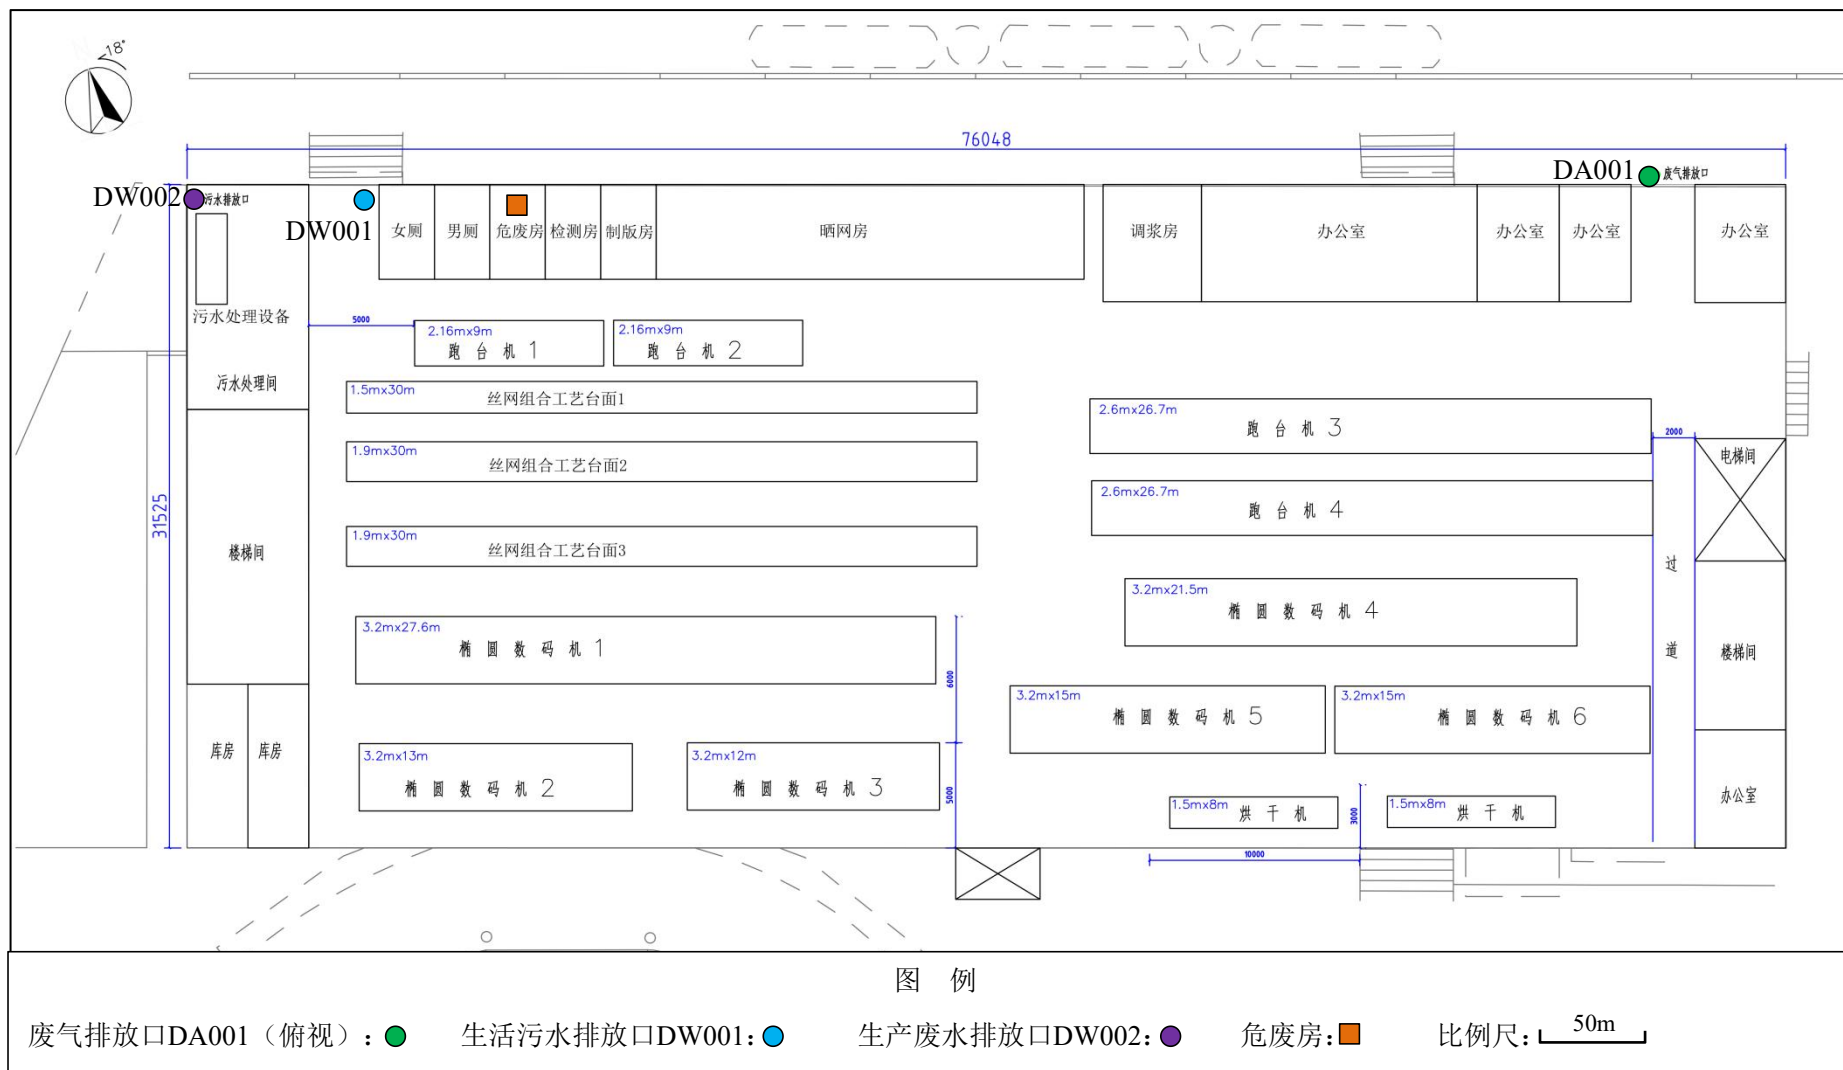 18°
76048
DA001
废气排放口
DW002
污水排放口
DW001
女厕
男厕
危废房
检测房
制版房
晒网房
调浆房
办公室
办公室
办公室
办公室
污水处理设备
5000
2.16mx9m
跑台机1
2.16mx9m
跑台机2
污水处理间
1.5mx30m
丝网组合工艺台面1
2.6mx26.7m
跑台机3
2000
电梯间
1.9mx30m
丝网组合工艺台面2
2.6mx26.7m
跑台机4
31525
楼梯间
1.9mx30m
丝网组合工艺台面3
过道
3.2mx21.5m
椭圆数码机4
3.2mx27.6m
椭圆数码机1
6000
楼梯间
3.2mx15m
椭圆数码机5
3.2mx15m
椭圆数码机6
库房
库房
3.2mx13m
椭圆数码机2
3.2mx12m
椭圆数码机3
5000
1.5mx8m
烘干机
3000
1.5mx8m
烘干机
办公室
10000
图 例
废气排放口DA001（俯视）：
生活污水排放口DW001：
生产废水排放口DW002：
危废房：
比例尺：
50m